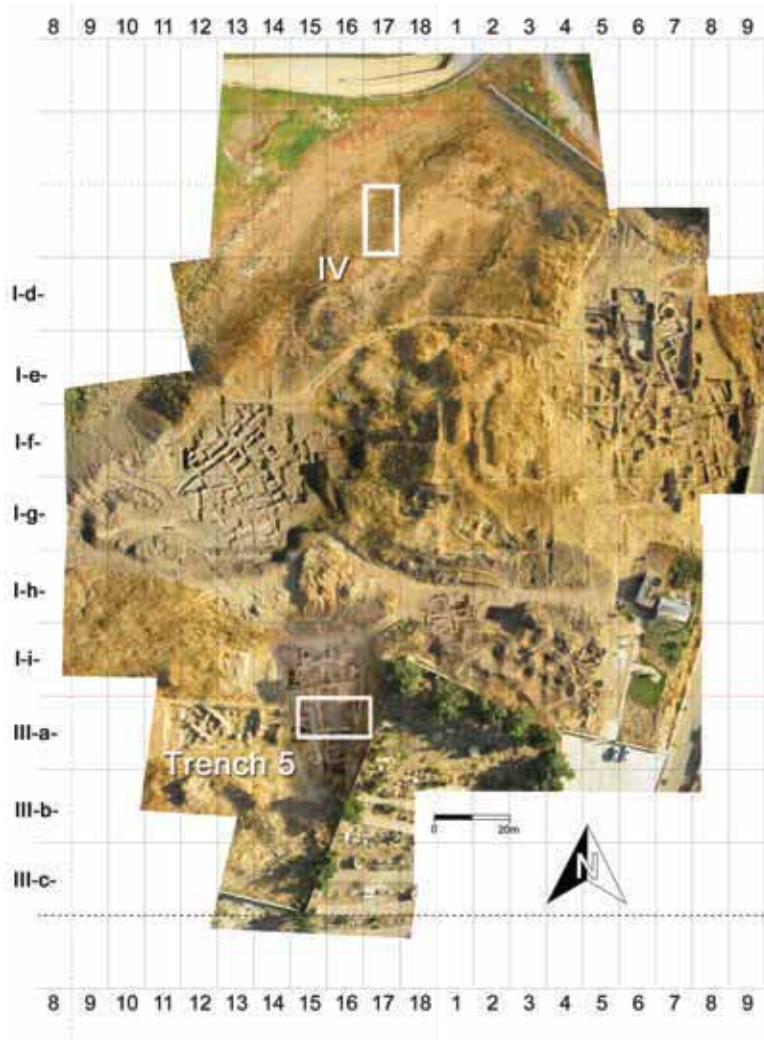 8 9 10 11 12 13 14 15 16 17 18 1 2 3 4 5 6 7 8 9
IV
I-d-
I-e-
I-f-
I-g-
I-h-
I-i-
III-a-
Trench 5
III-b-
0 20m
III-c-
N
8 9 10 11 12 13 14 15 16 17 18 1 2 3 4 5 6 7 8 9